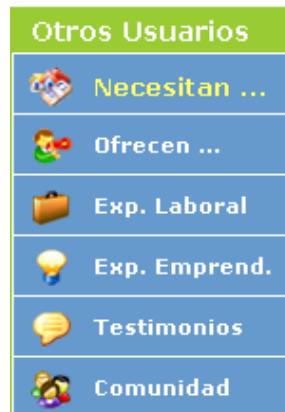 Otros Usuarios
Necesitan ...
Ofrecen ...
Exp. Laboral
Exp. Emprend.
Testimonios
Comunidad